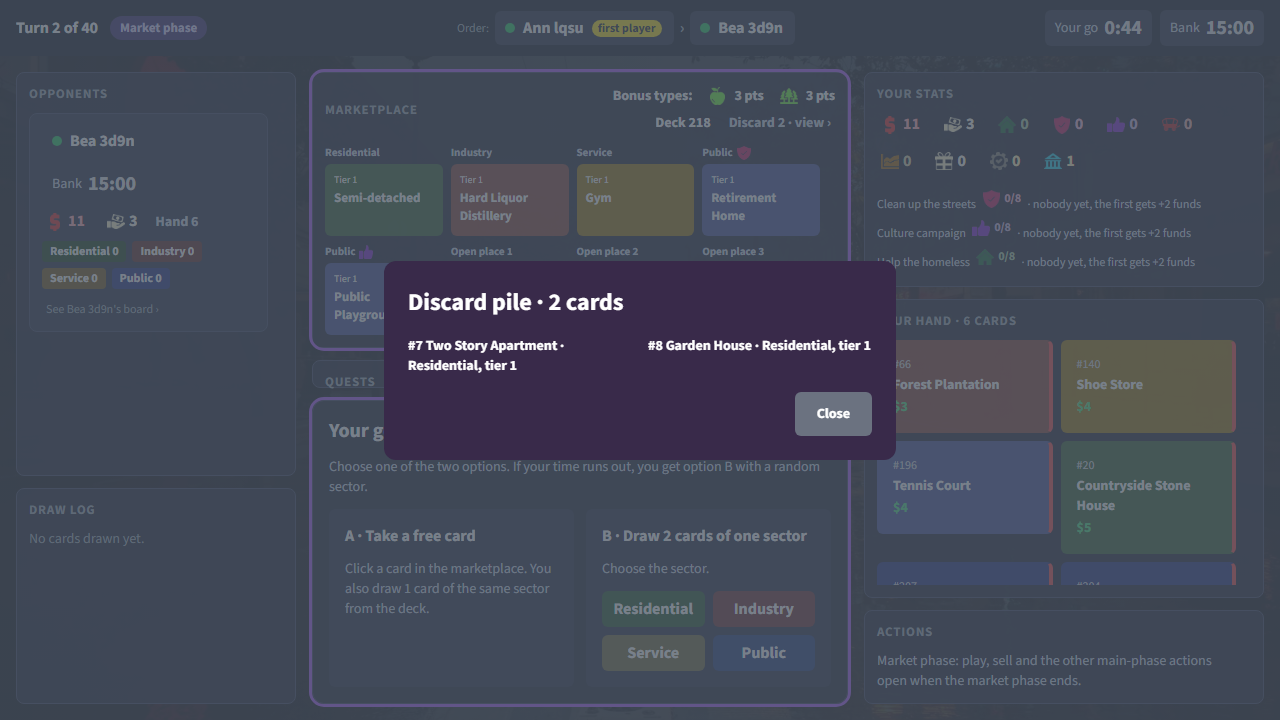 Turn 2 of 40
Market phase
Order:
Ann lqsu
first player
›
Bea 3d9n
Your go 0:44
Bank 15:00
OPPONENTS
Bea 3d9n
Bank 15:00
11
3
Hand 6
Residential 0
Industry 0
Service 0
Public 0
See Bea 3d9n's board ›
DRAW LOG
No cards drawn yet.
MARKETPLACE
Bonus types:
3 pts
3 pts
Deck 218
Discard 2 · view ›
Residential
Industry
Service
Public
Tier 1
Semi-detached
Tier 1
Hard Liquor
Distillery
Tier 1
Gym
Tier 1
Retirement
Home
Public
Open place 1
Open place 2
Open place 3
Tier 1
Public
Discard pile · 2 cards
#7 Two Story Apartment ·
Residential, tier 1
#8 Garden House · Residential, tier 1
Close
QUESTS
Choose one of the two options. If your time runs out, you get option B with a random
sector.
A · Take a free card
Click a card in the marketplace. You
also draw 1 card of the same sector
from the deck.
B · Draw 2 cards of one sector
Choose the sector.
Residential
Industry
Service
Public
YOUR STATS
11
3
0
0
0
0
0
0
0
1
Clean up the streets
0/8
· nobody yet, the first gets +2 funds
Culture campaign
0/8
· nobody yet, the first gets +2 funds
Help the homeless
0/8
· nobody yet, the first gets +2 funds
HAND · 6 CARDS
#66
Forest Plantation
$3
#140
Shoe Store
$4
#196
Tennis Court
$4
#20
Countryside Stone
House
$5
ACTIONS
Market phase: play, sell and the other main-phase actions
open when the market phase ends.